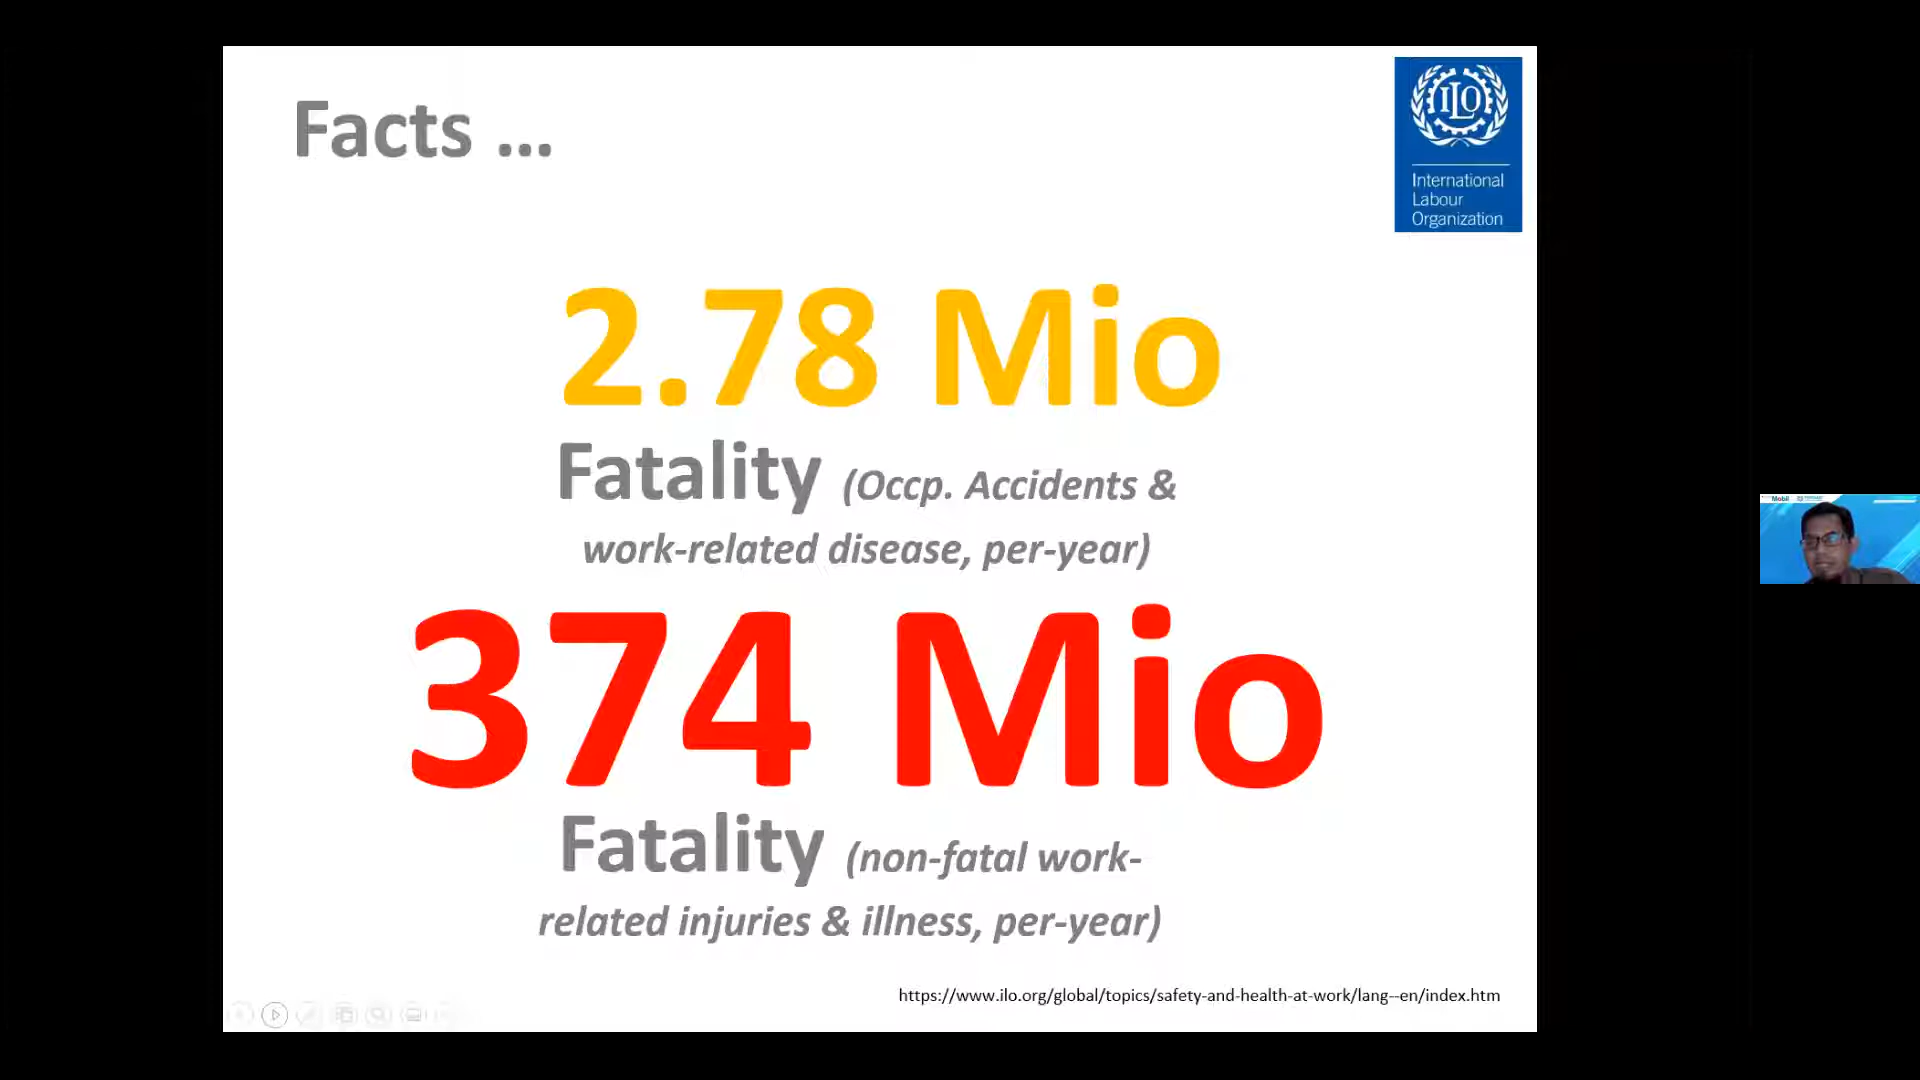 Facts ...
ILO
International
Labour
Organization
2.78 Mio
Fatality (Occp. Accidents &
work-related disease, per-year)
374 Mio
Fatality (non-fatal work-
related injuries & illness, per-year)
https://www.ilo.org/global/topics/safety-and-health-at-work/lang--en/index.htm
Mobil